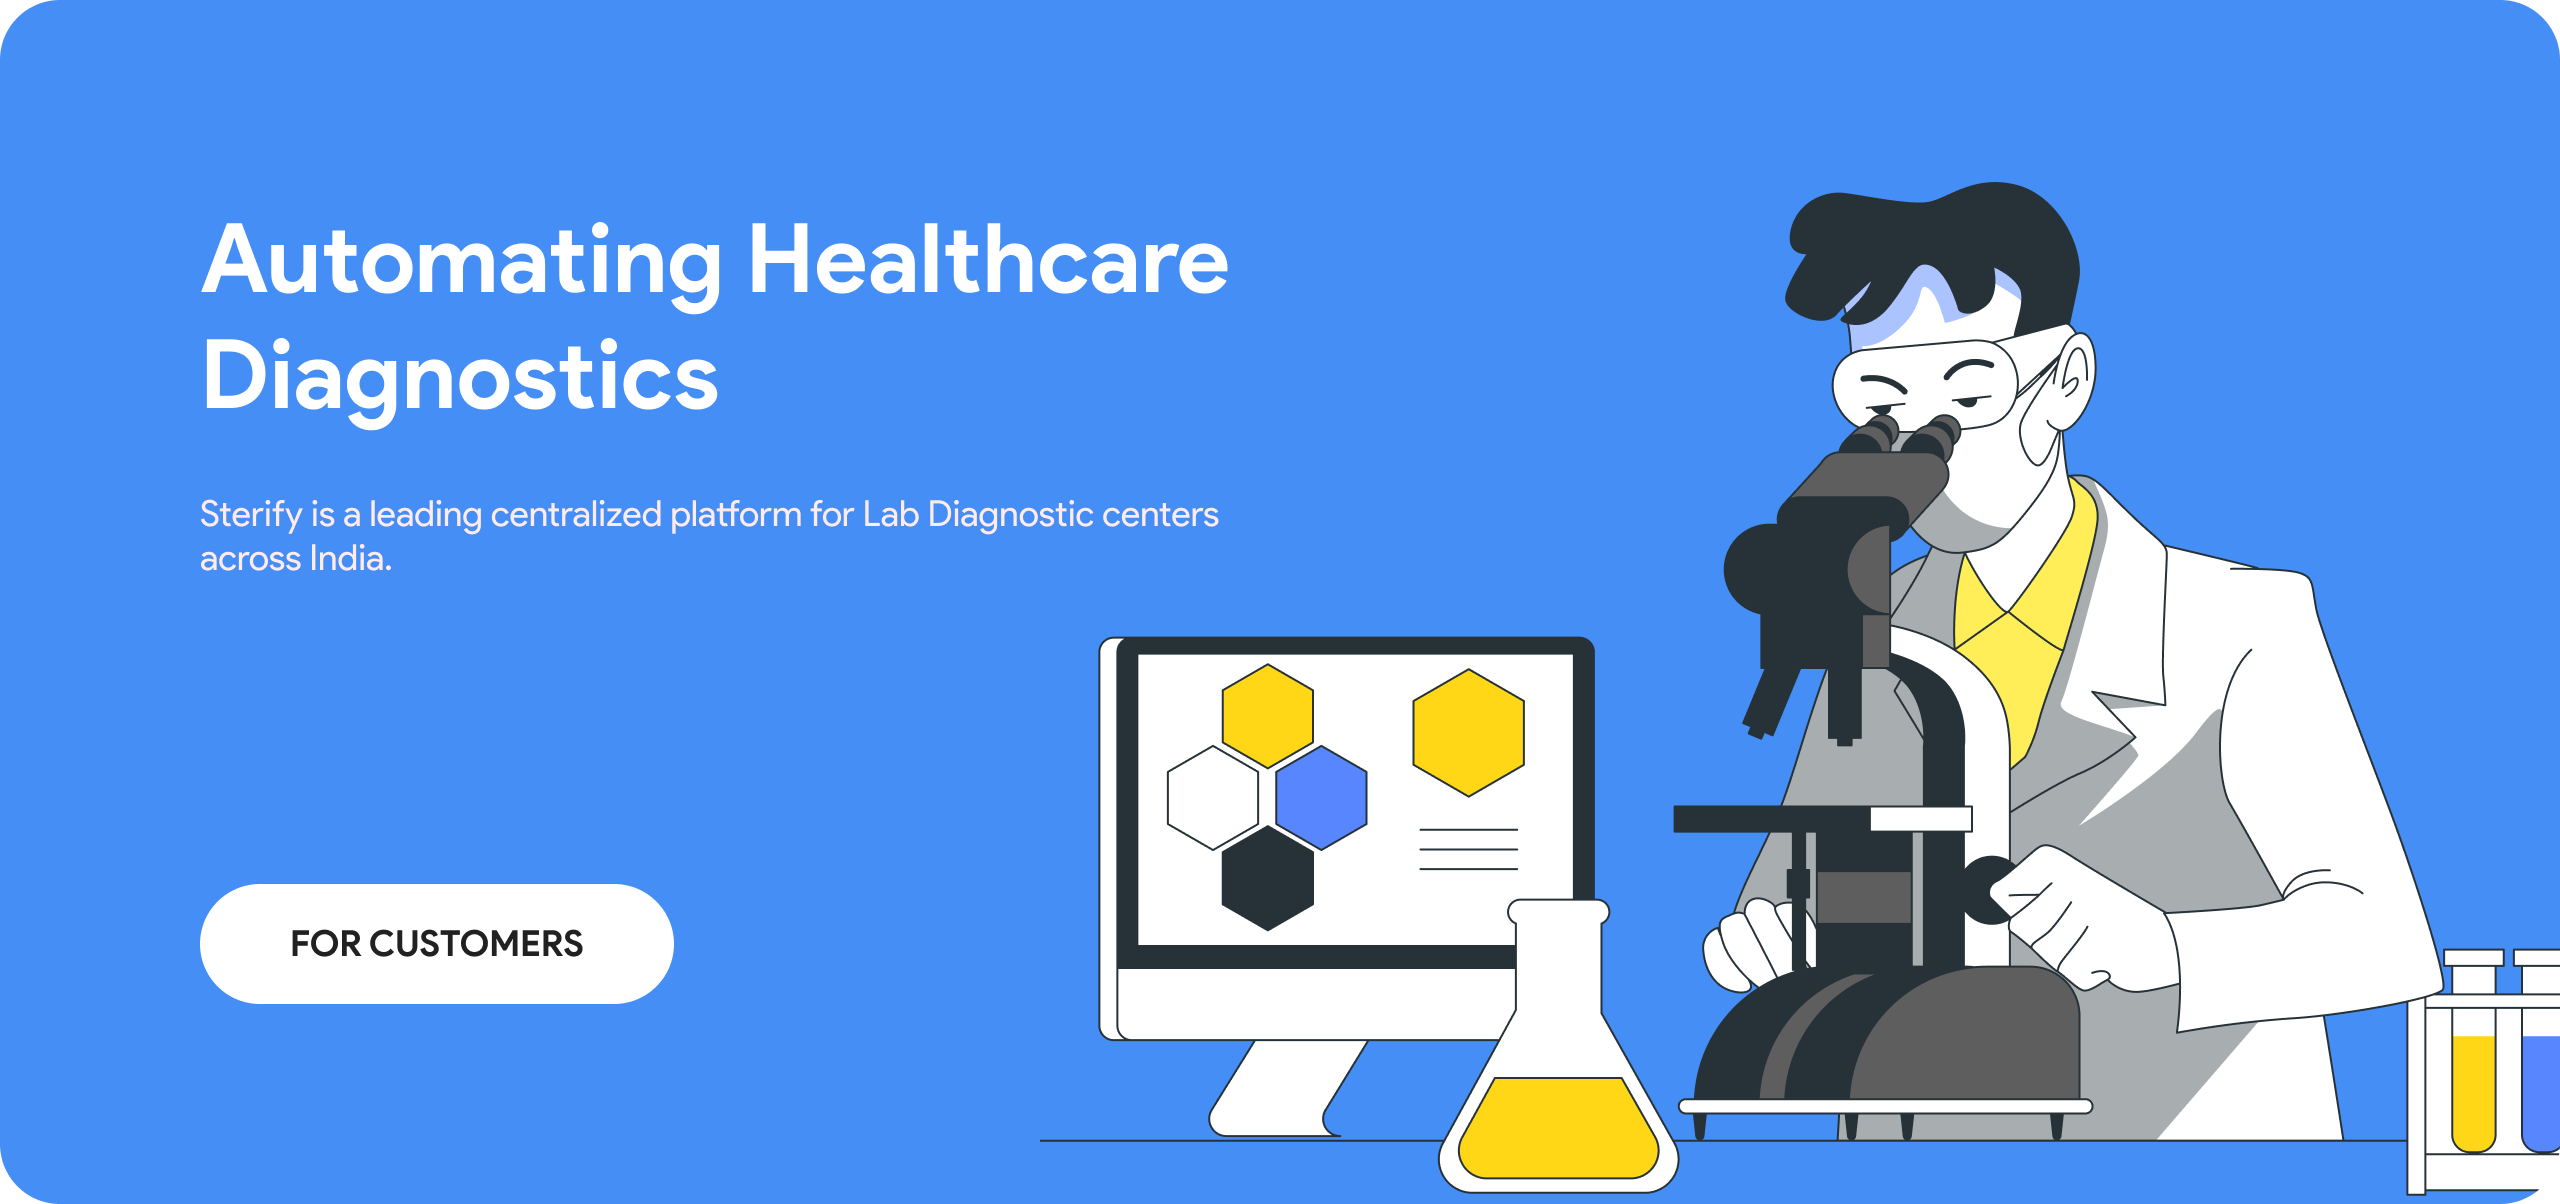 Automating Healthcare
Diagnostics
Sterify is a leading centralized platform for Lab Diagnostic centers
across India.
FOR CUSTOMERS